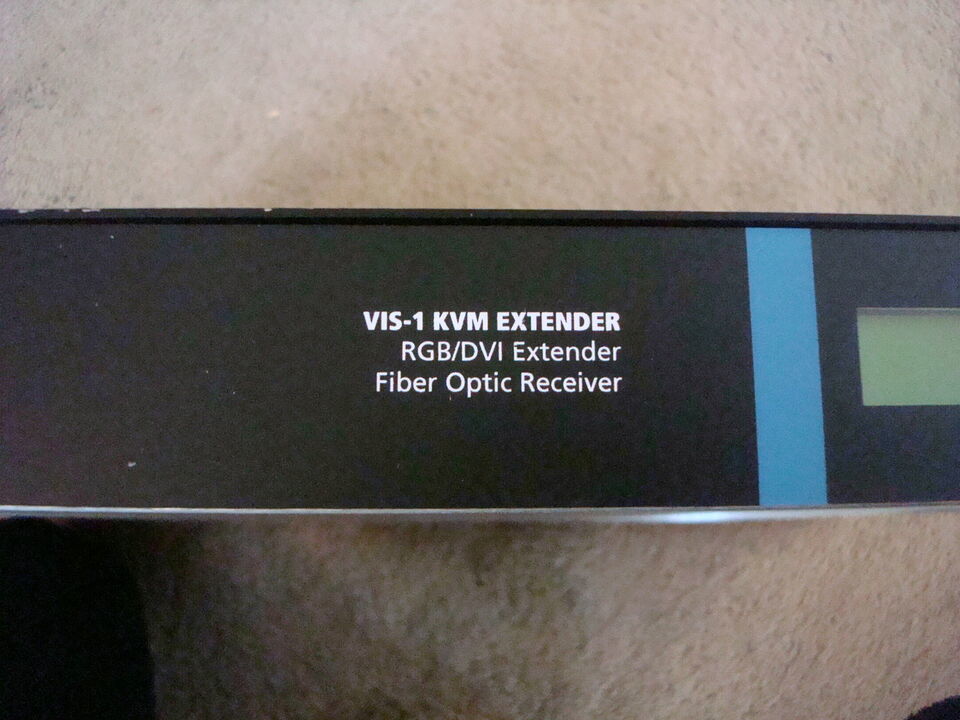 VIS-1 KVM EXTENDER
RGB/DVI Extender
Fiber Optic Receiver